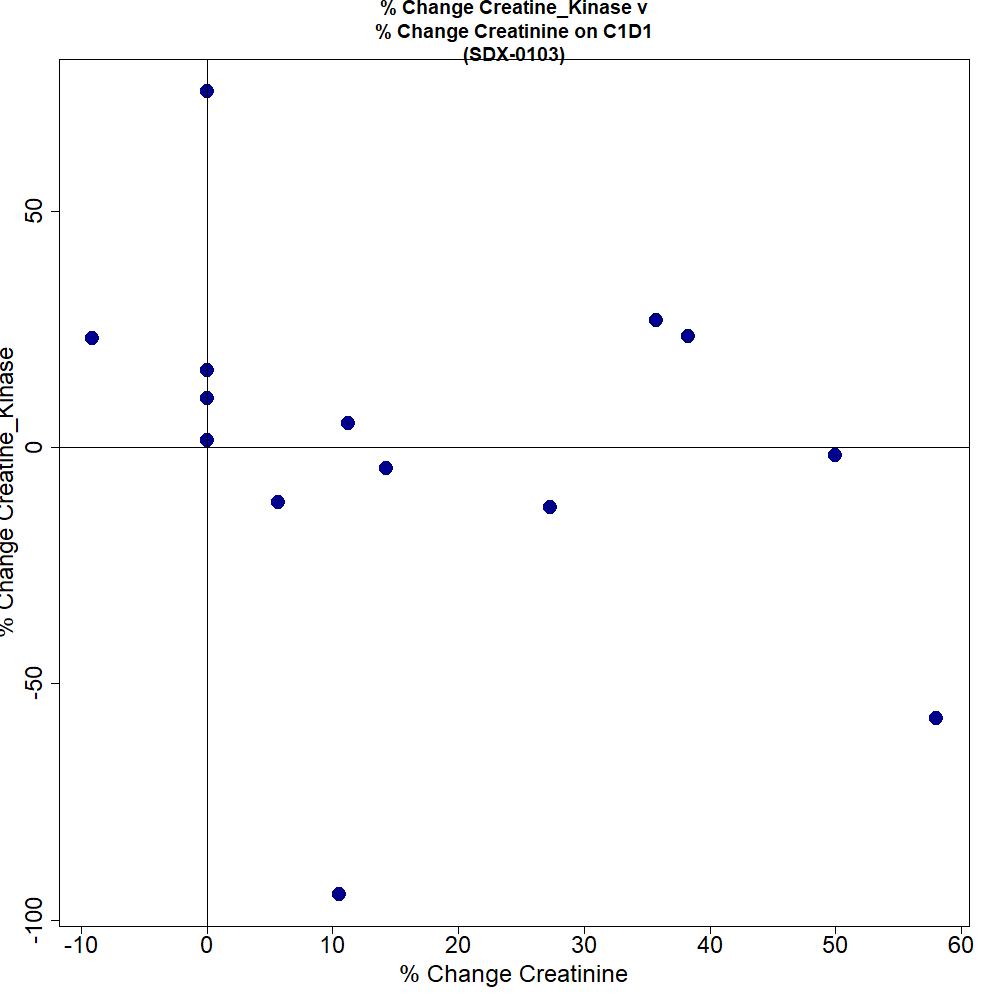 % Change Creatine_Kinase v
% Change Creatinine on C1D1
(SDX-0103)
% Change Creatine_Kinase
50
0
-50
-100
-10 0 10 20 30 40 50 60
% Change Creatinine